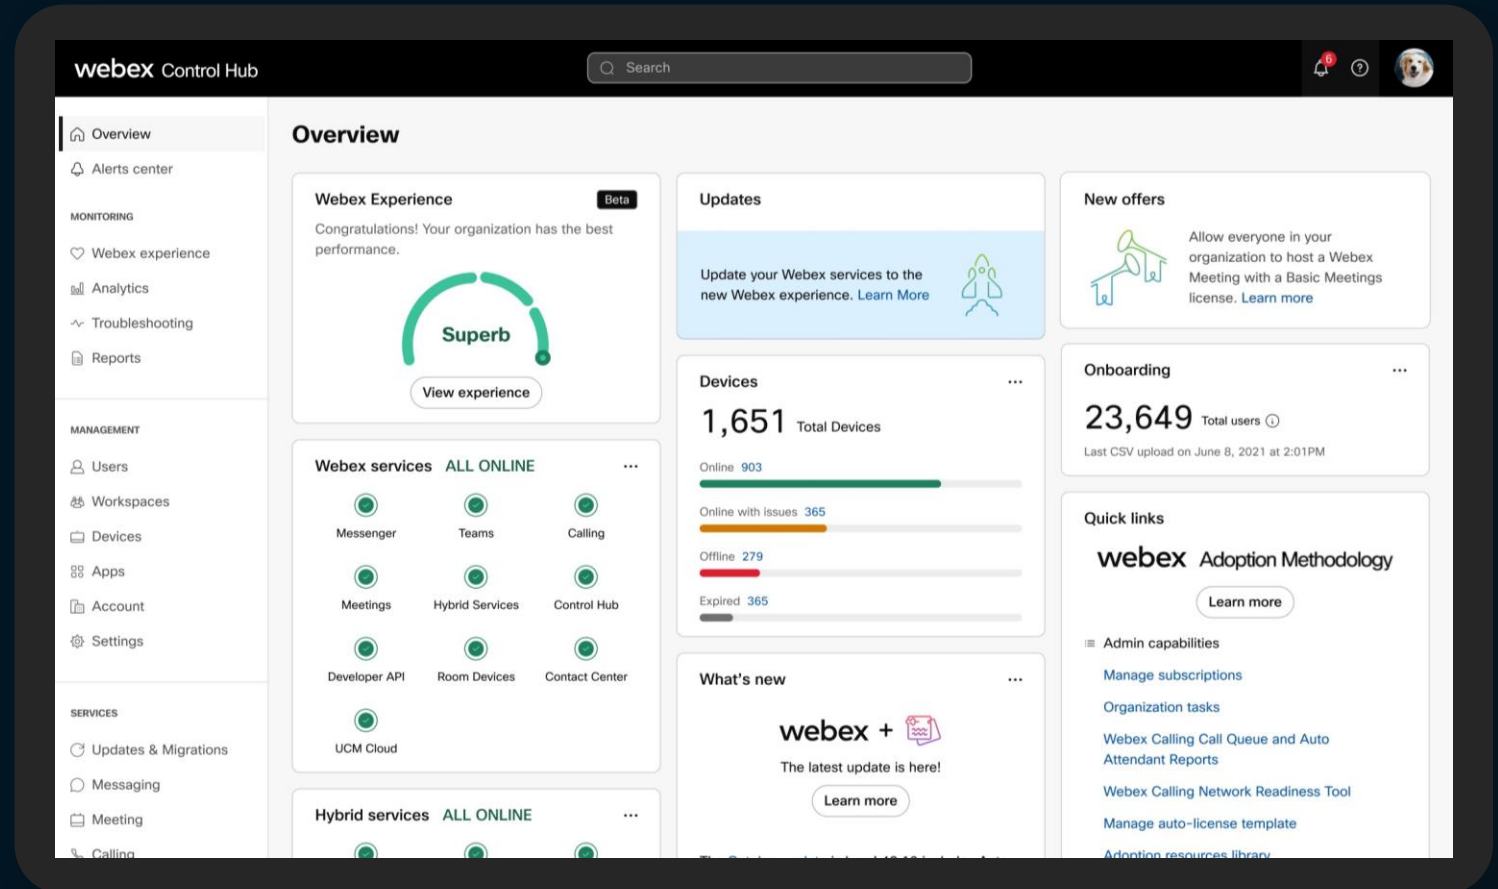 webex Control Hub
Search
6
Overview
Alerts center
MONITORING
Webex experience
Analytics
Troubleshooting
Reports
MANAGEMENT
Users
Workspaces
Devices
Apps
Account
Settings
SERVICES
Updates & Migrations
Messaging
Meeting
Calling
Overview
Webex Experience
Beta
Congratulations! Your organization has the best
performance.
Superb
View experience
Webex services ALL ONLINE
Messenger
Teams
Calling
Meetings
Hybrid Services
Control Hub
Developer API
Room Devices
Contact Center
UCM Cloud
Hybrid services ALL ONLINE
Updates
Update your Webex services to the
new Webex experience. Learn More
Devices
1,651 Total Devices
Online 903
Online with issues 365
Offline 279
Expired 365
What's new
webex +
The latest update is here!
Learn more
New offers
Allow everyone in your
organization to host a Webex
Meeting with a Basic Meetings
license. Learn more
Onboarding
23,649 Total users
Last CSV upload on June 8, 2021 at 2:01PM
Quick links
webex Adoption Methodology
Learn more
Admin capabilities
Manage subscriptions
Organization tasks
Webex Calling Call Queue and Auto
Attendant Reports
Webex Calling Network Readiness Tool
Manage auto-license template
Adoption resources library